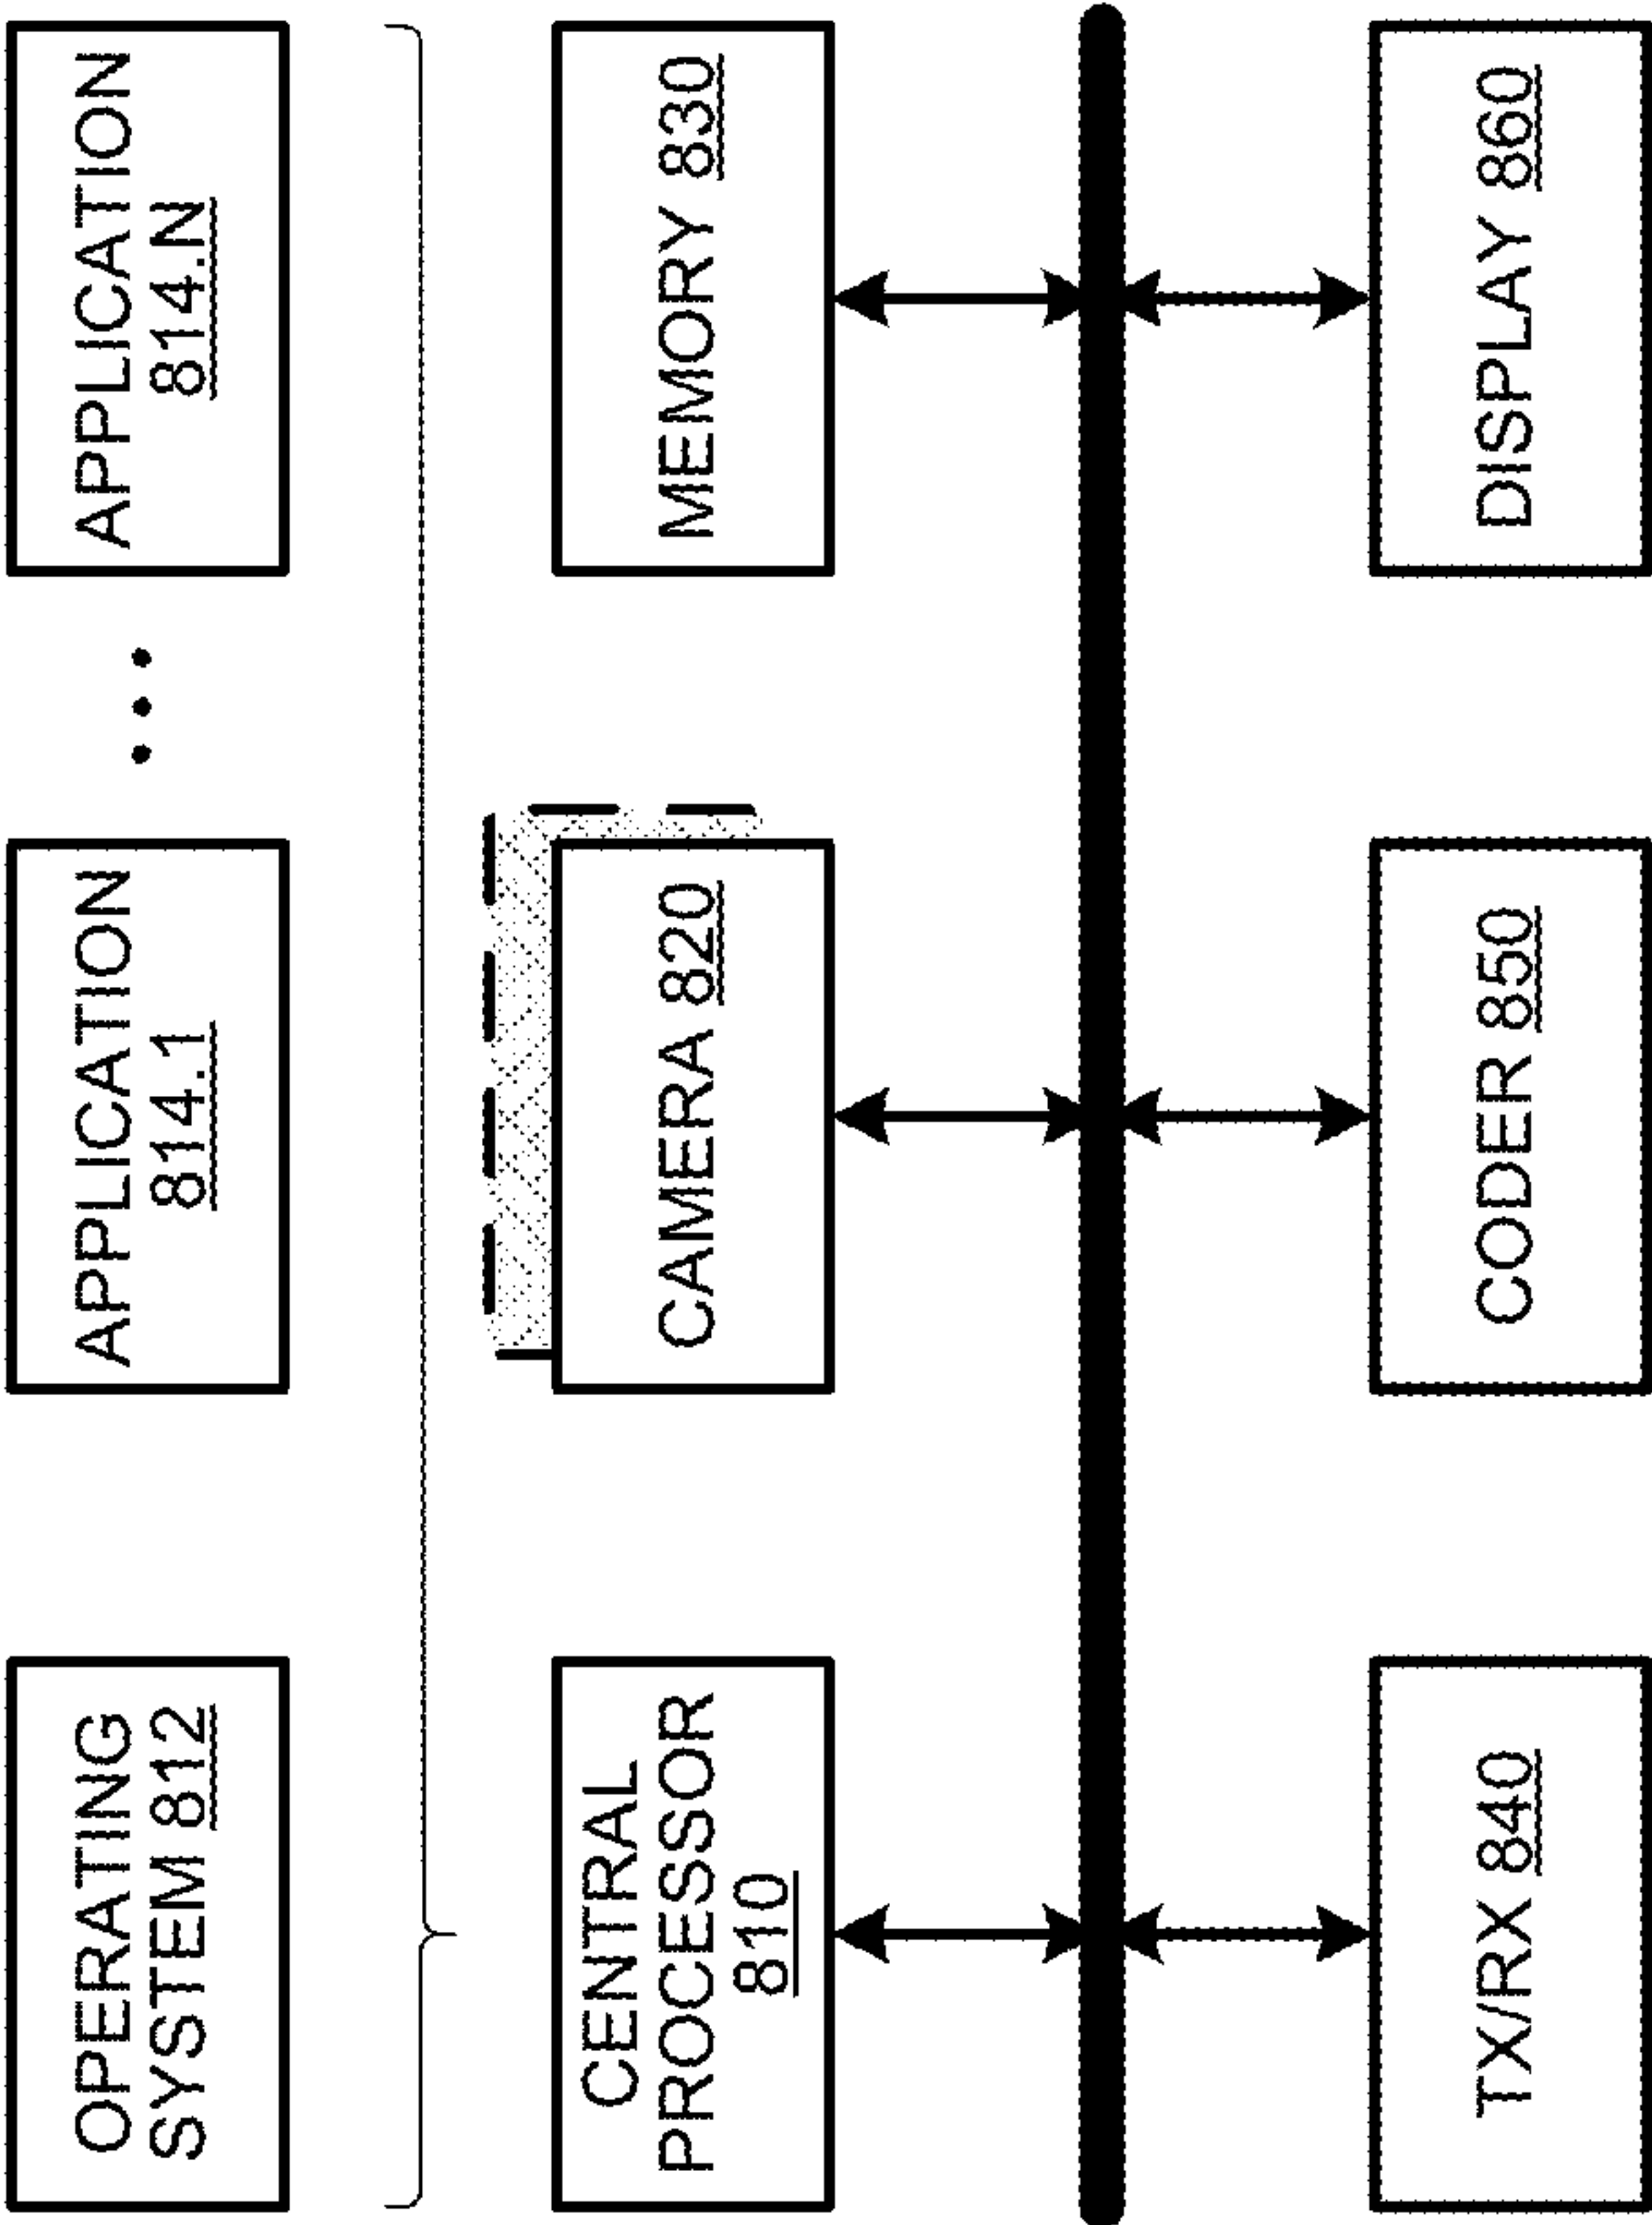 OPERATING
SYSTEM 812
APPLICATION
814.1
...
APPLICATION
814.N
CENTRAL
PROCESSOR
810
CAMERA 820
MEMORY 830
TX/RX 840
CODER 850
DISPLAY 860